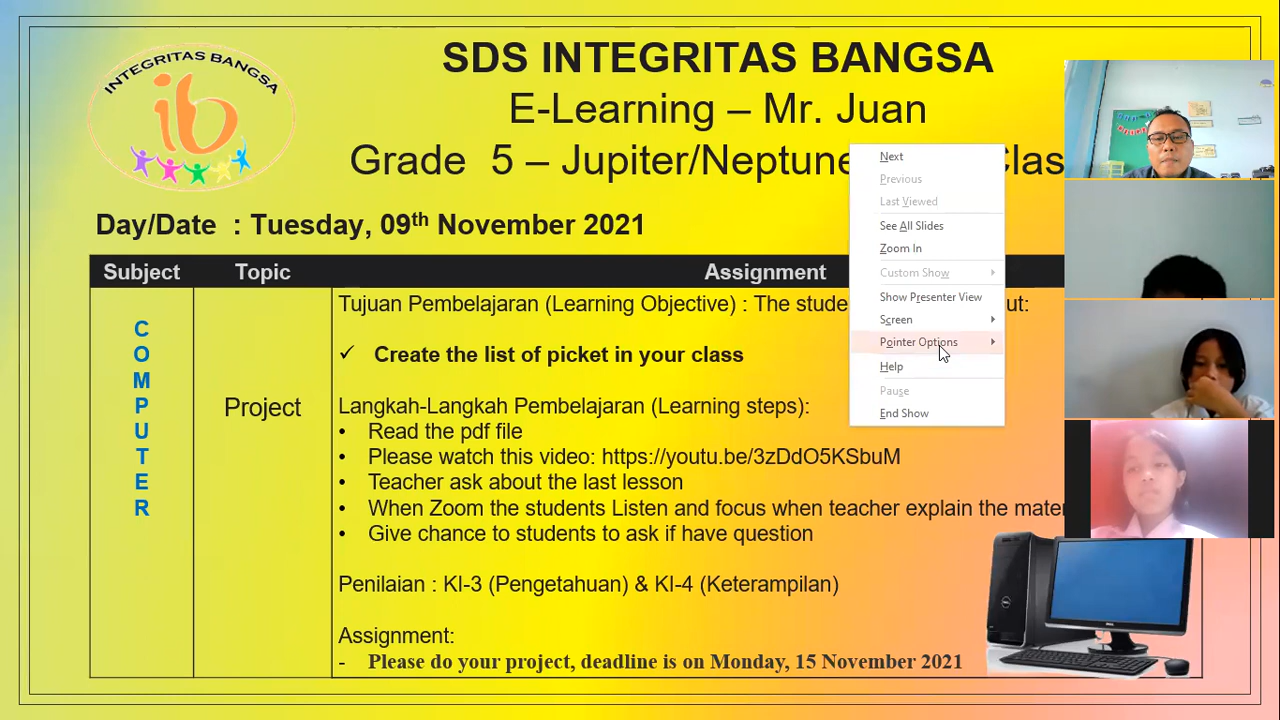 INTEGRITAS BANGSA
ib
SDS INTEGRITAS BANGSA
E-Learning – Mr. Juan
Grade 5 – Jupiter/Neptune Class
Day/Date : Tuesday, 09th November 2021
Subject Topic Assignment
COMPUTER
Project
Tujuan Pembelajaran (Learning Objective) : The stude out:
✓ Create the list of picket in your class
Langkah-Langkah Pembelajaran (Learning steps):
• Read the pdf file
• Please watch this video: https://youtu.be/3zDdO5KSbuM
• Teacher ask about the last lesson
• When Zoom the students Listen and focus when teacher explain the mater
• Give chance to students to ask if have question
Penilaian : KI-3 (Pengetahuan) & KI-4 (Keterampilan)
Assignment:
- Please do your project, deadline is on Monday, 15 November 2021
Next
Previous
Last Viewed
See All Slides
Zoom In
Custom Show
Show Presenter View
Screen
Pointer Options
Help
Pause
End Show